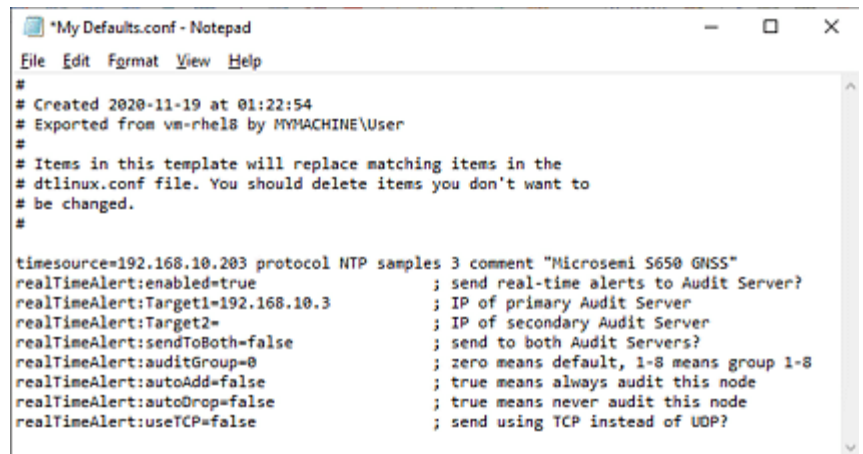 *My Defaults.conf - Notepad
File Edit Format View Help
#
# Created 2020-11-19 at 01:22:54
# Exported from vm-rhel8 by MYMACHINE\User
#
# Items in this template will replace matching items in the
# dtlinux.conf file. You should delete items you don't want to
# be changed.
#
timesource=192.168.10.203 protocol NTP samples 3 comment "Microsemi S650 GNSS"
realTimeAlert:enabled=true ; send real-time alerts to Audit Server?
realTimeAlert:Target1=192.168.10.3 ; IP of primary Audit Server
realTimeAlert:Target2= ; IP of secondary Audit Server
realTimeAlert:sendToBoth=false ; send to both Audit Servers?
realTimeAlert:auditGroup=0 ; zero means default, 1-8 means group 1-8
realTimeAlert:autoAdd=false ; true means always audit this node
realTimeAlert:autoDrop=false ; true means never audit this node
realTimeAlert:useTCP=false ; send using TCP instead of UDP?